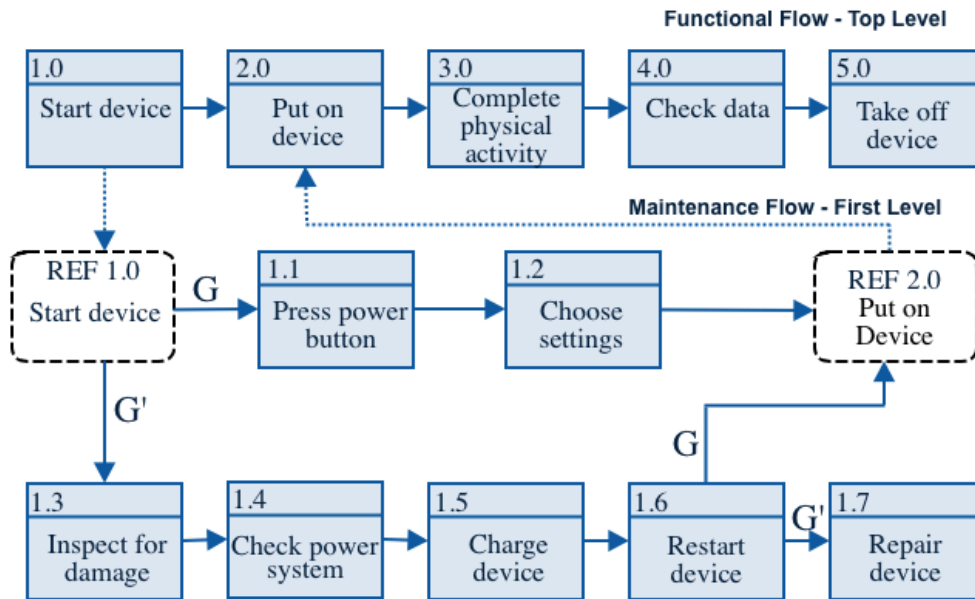 Functional Flow - Top Level
1.0
Start device
2.0
Put on
device
3.0
Complete
physical
activity
4.0
Check data
5.0
Take off
device
Maintenance Flow - First Level
REF 1.0
Start device
G
1.1
Press power
button
1.2
Choose
settings
REF 2.0
Put on
Device
G'
G
1.3
Inspect for
damage
1.4
Check power
system
1.5
Charge
device
1.6
Restart
device
G'
1.7
Repair
device